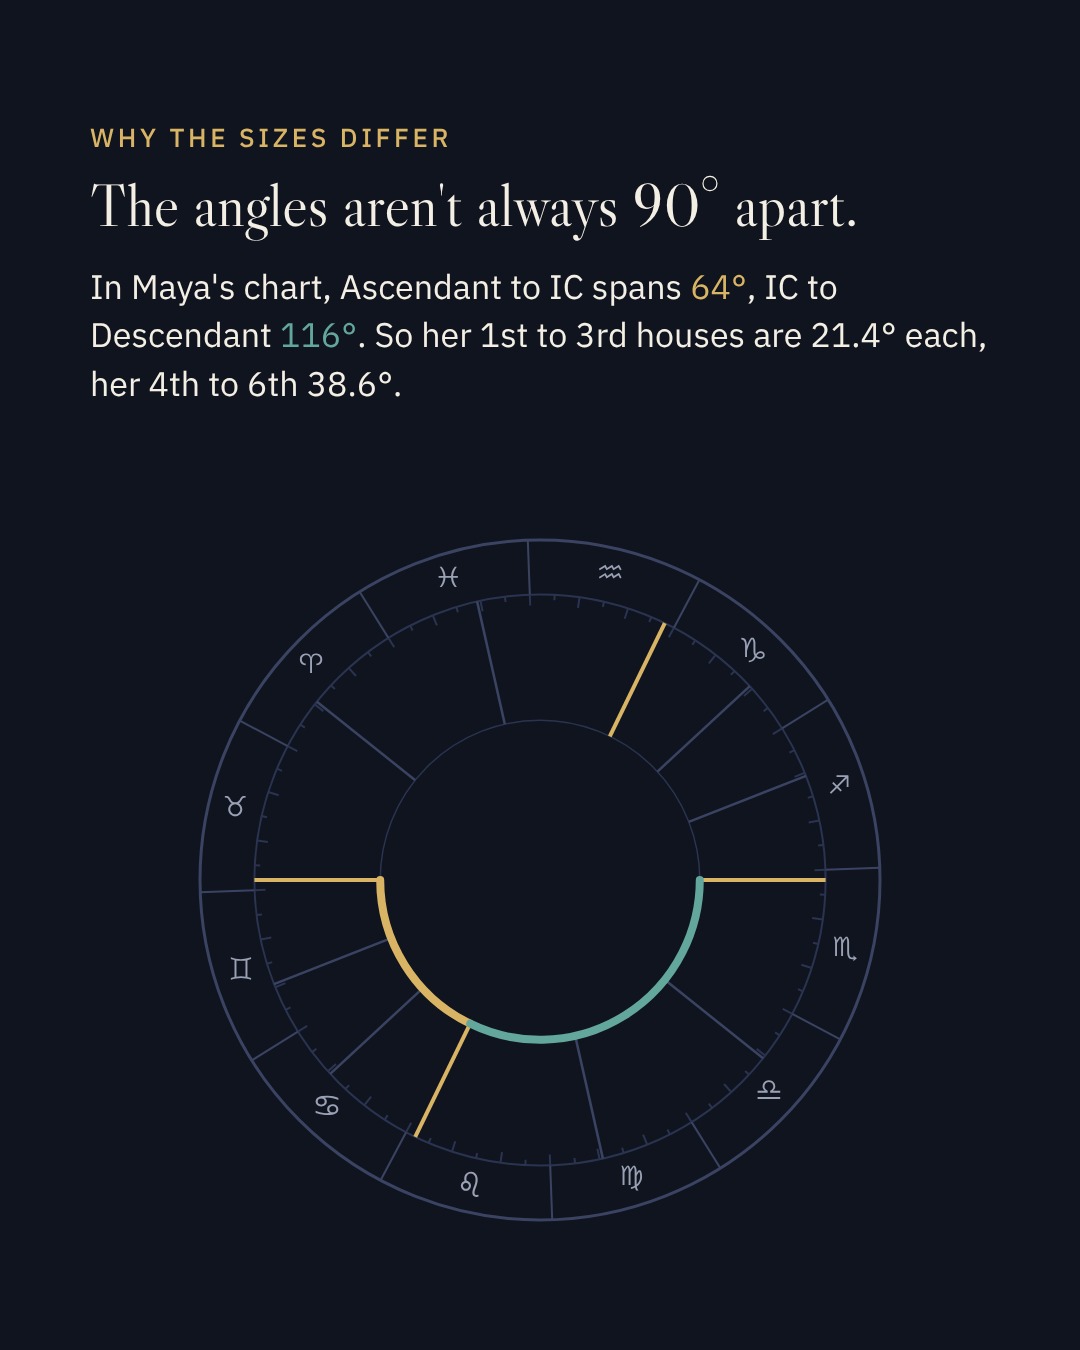 WHY THE SIZES DIFFER
The angles aren't always 90° apart.
In Maya's chart, Ascendant to IC spans 64°, IC to
Descendant 116°. So her 1st to 3rd houses are 21.4° each,
her 4th to 6th 38.6°.
♓ ♒
♈ ♑
♉ ♐
♊ ♏
♋ ♎
♌ ♍